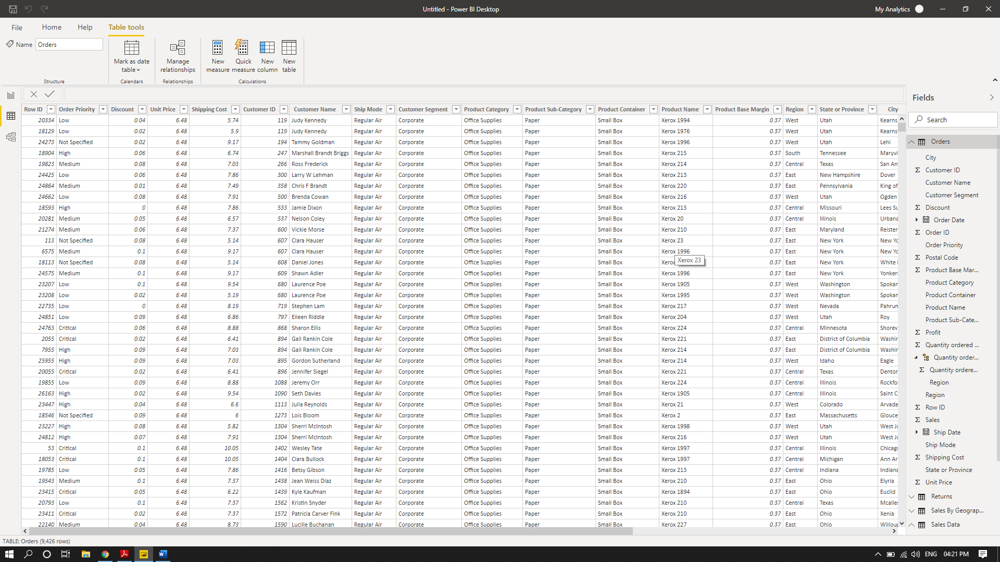 Untitled - Power BI Desktop
My Analytics
File Home Help Table tools
Name Orders
Mark as date table
Manage relationships
New measure
Quick measure
New column
New table
Structure Calendars Relationships Calculations
Row ID Order Priority Discount Unit Price Shipping Cost Customer ID Customer Name Ship Mode Customer Segment Product Category Product Sub-Category Product Container Product Name Product Base Margin Region State or Province City
20334 Low 0.04 6.48 5.74 119 Judy Kennedy Regular Air Corporate Office Supplies Paper Small Box Xerox 1994 0.37 West Utah Kearns
18129 Low 0.02 6.48 5.9 119 Judy Kennedy Regular Air Corporate Office Supplies Paper Small Box Xerox 1976 0.37 West Utah Kearns
24273 Not Specified 0.02 6.48 9.17 194 Tammy Goldman Regular Air Corporate Office Supplies Paper Small Box Xerox 1996 0.37 West Utah Lehi
18904 High 0.06 6.48 6.74 247 Marshall Brandt Briggs Regular Air Corporate Office Supplies Paper Small Box Xerox 215 0.37 South Tennessee Maryvi
19823 Medium 0.08 6.48 7.03 266 Ross Frederick Regular Air Corporate Office Supplies Paper Small Box Xerox 214 0.37 Central Texas San An
24425 Low 0.06 6.48 7.86 300 Larry W Lehman Regular Air Corporate Office Supplies Paper Small Box Xerox 213 0.37 East New Hampshire Dover
24864 Medium 0.01 6.48 7.49 358 Chris F Brandt Regular Air Corporate Office Supplies Paper Small Box Xerox 220 0.37 East Pennsylvania King of
24662 Low 0.08 6.48 7.91 500 Brenda Cowan Regular Air Corporate Office Supplies Paper Small Box Xerox 216 0.37 West Utah Ogden
18593 High 0 6.48 7.86 533 Jamie Dixon Regular Air Corporate Office Supplies Paper Small Box Xerox 213 0.37 Central Missouri Lees Su
20281 Medium 0.05 6.48 6.57 537 Nelson Coley Regular Air Corporate Office Supplies Paper Small Box Xerox 20 0.37 Central Illinois Urbana
21274 Medium 0.06 6.48 7.37 600 Vickie Morse Regular Air Corporate Office Supplies Paper Small Box Xerox 210 0.37 East Maryland Reister
113 Not Specified 0.08 6.48 5.14 607 Clara Hauser Regular Air Corporate Office Supplies Paper Small Box Xerox 23 0.37 East New York New Yo
6575 Medium 0.1 6.48 9.17 607 Clara Hauser Regular Air Corporate Office Supplies Paper Small Box Xerox 1996 0.37 East New York New Yo
18113 Not Specified 0.08 6.48 5.14 608 Daniel Jones Regular Air Corporate Office Supplies Paper Small Box Xerox 23 0.37 East New York White
24575 Medium 0.1 6.48 9.17 609 Shawn Adler Regular Air Corporate Office Supplies Paper Small Box Xerox 1996 0.37 East New York Yonker
23207 Low 0.1 6.48 9.54 680 Laurence Poe Regular Air Corporate Office Supplies Paper Small Box Xerox 1905 0.37 West Washington Spokan
23208 Low 0.02 6.48 5.19 680 Laurence Poe Regular Air Corporate Office Supplies Paper Small Box Xerox 1995 0.37 West Washington Spokan
22735 Low 0 6.48 8.19 719 Stephen Lam Regular Air Corporate Office Supplies Paper Small Box Xerox 217 0.37 West Nevada Pahrum
24851 Low 0.09 6.48 6.86 797 Eileen Riddle Regular Air Corporate Office Supplies Paper Small Box Xerox 204 0.37 West Utah Roy
24763 Critical 0.06 6.48 8.88 868 Sharon Ellis Regular Air Corporate Office Supplies Paper Small Box Xerox 224 0.37 Central Minnesota Shorev
2055 Critical 0.02 6.48 6.41 894 Gail Rankin Cole Regular Air Corporate Office Supplies Paper Small Box Xerox 221 0.37 East District of Columbia Washin
7955 High 0.09 6.48 7.03 894 Gail Rankin Cole Regular Air Corporate Office Supplies Paper Small Box Xerox 214 0.37 East District of Columbia Washin
25955 High 0.09 6.48 7.03 895 Gordon Sutherland Regular Air Corporate Office Supplies Paper Small Box Xerox 214 0.37 West Idaho Eagle
20055 Critical 0.02 6.48 6.41 896 Jennifer Siegel Regular Air Corporate Office Supplies Paper Small Box Xerox 221 0.37 Central Texas Denton
19855 Low 0.09 6.48 8.88 1088 Jeremy Orr Regular Air Corporate Office Supplies Paper Small Box Xerox 224 0.37 Central Illinois Rockfo
26163 High 0.02 6.48 9.54 1090 Seth Davies Regular Air Corporate Office Supplies Paper Small Box Xerox 1905 0.37 Central Illinois Saint C
23447 High 0.04 6.48 6.6 1113 Julia Reynolds Regular Air Corporate Office Supplies Paper Small Box Xerox 21 0.37 West Colorado Arvada
18546 Not Specified 0.09 6.48 6 1273 Lois Bloom Regular Air Corporate Office Supplies Paper Small Box Xerox 2 0.37 East Massachusetts Glouce
23227 High 0.08 6.48 5.82 1304 Sherri McIntosh Regular Air Corporate Office Supplies Paper Small Box Xerox 1998 0.37 West Utah West Jo
24812 High 0.07 6.48 7.91 1304 Sherri McIntosh Regular Air Corporate Office Supplies Paper Small Box Xerox 216 0.37 West Utah West Jo
53 Critical 0.1 6.48 10.05 1402 Wesley Tate Regular Air Corporate Office Supplies Paper Small Box Xerox 1997 0.37 Central Illinois Chicago
18053 Critical 0.1 6.48 10.05 1404 Clara Bullock Regular Air Corporate Office Supplies Paper Small Box Xerox 1997 0.37 Central Michigan Ann Ar
19785 Low 0.05 6.48 7.86 1416 Betsy Gibson Regular Air Corporate Office Supplies Paper Small Box Xerox 213 0.37 Central Indiana Indiana
19543 Medium 0.1 6.48 7.37 1438 Jean Weiss Diaz Regular Air Corporate Office Supplies Paper Small Box Xerox 210 0.37 East Ohio Elyria
23415 Critical 0.05 6.48 6.22 1439 Kyle Kaufman Regular Air Corporate Office Supplies Paper Small Box Xerox 1894 0.37 East Ohio Euclid
20793 Low 0.1 6.48 7.37 1562 Kristin Snyder Regular Air Corporate Office Supplies Paper Small Box Xerox 210 0.37 Central Texas Mcalle
23411 Critical 0.02 6.48 7.37 1572 Patricia Carver Fink Regular Air Corporate Office Supplies Paper Small Box Xerox 210 0.37 East Ohio Xenia
22140 Medium 0.04 6.48 8.73 1590 Lucille Buchanan Regular Air Corporate Office Supplies Paper Small Box Xerox 227 0.37 East Ohio Willou
Fields
Search
Orders
City
Customer ID
Customer Name
Customer Segment
Discount
Order Date
Order ID
Order Priority
Postal Code
Product Base Mar...
Product Category
Product Container
Product Name
Product Sub-Cate...
Profit
Quantity ordered ...
Quantity order...
Quantity ordere...
Region
Region
Row ID
Sales
Ship Date
Ship Mode
Shipping Cost
State or Province
Unit Price
Returns
Sales By Geograp...
Sales Data
TABLE: Orders (9,426 rows)
ENG 04:21 PM